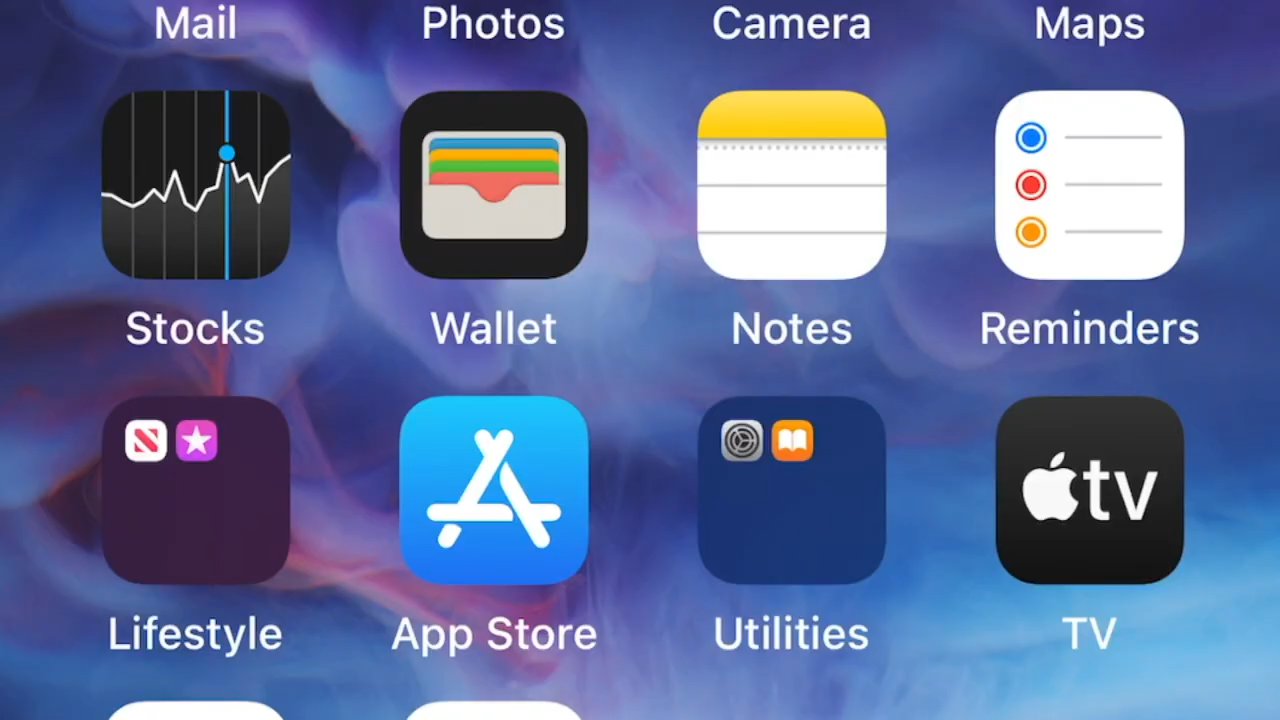 Mail Photos Camera Maps
Stocks Wallet Notes Reminders
tv
Lifestyle App Store Utilities TV